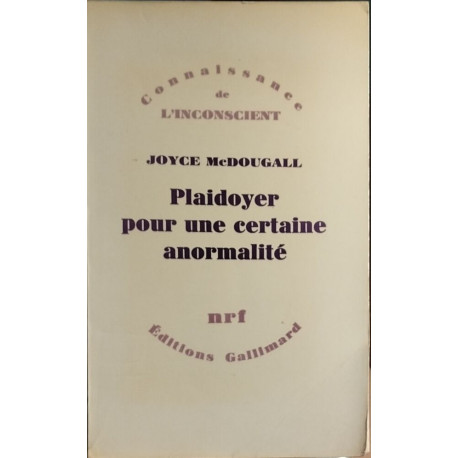 Connaissance
de
L'INCONSCIENT
JOYCE McDOUGALL
Plaidoyer
pour une certaine
anormalité
nrf
Éditions Gallimard